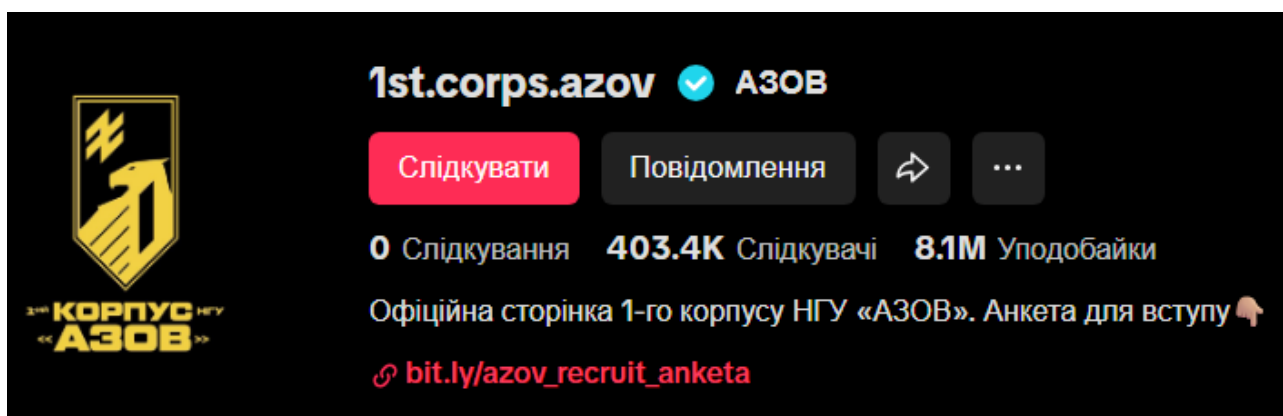 1st.corps.azov АЗОВ
Слідкувати Повідомлення
0 Слідкування 403.4K Слідкувачі 8.1M Уподобайки
Офіційна сторінка 1-го корпусу НГУ «АЗОВ». Анкета для вступу👇🏽
bit.ly/azov_recruit_anketa
КОРПУС НГУ
«АЗОВ»